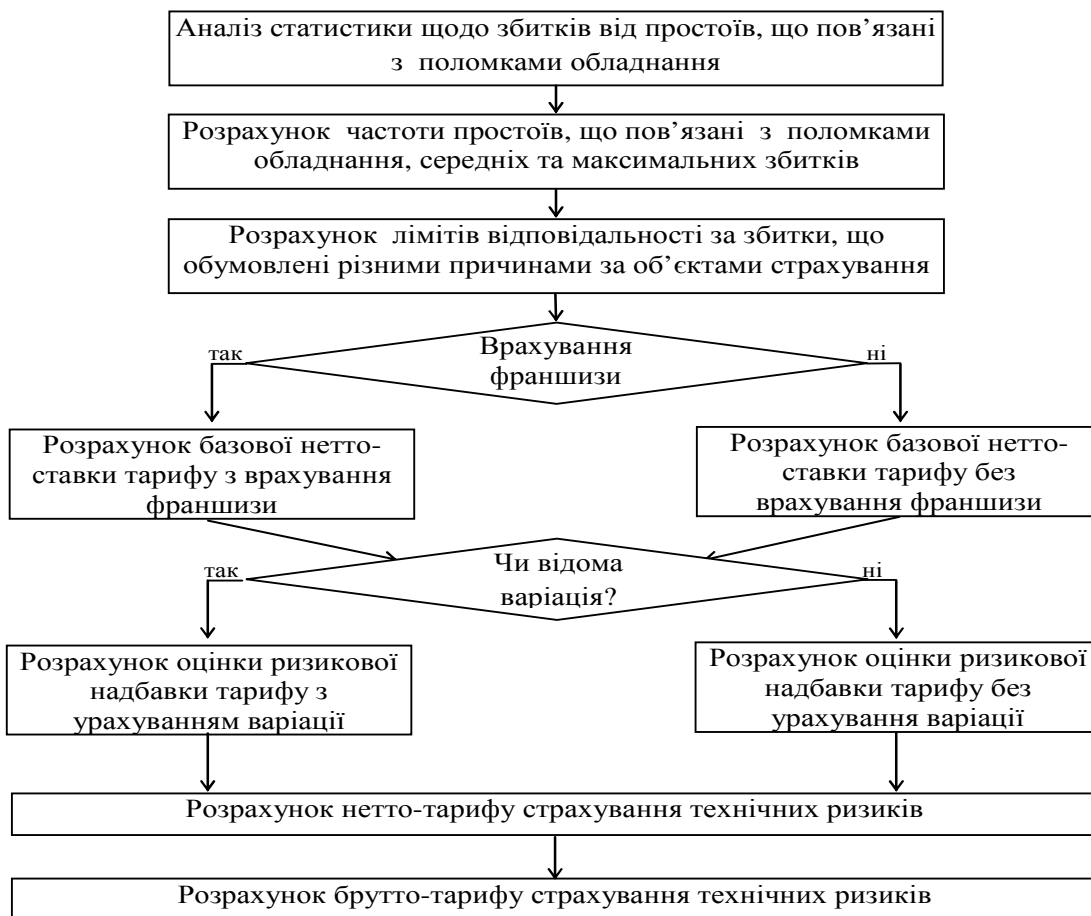 Аналіз статистики щодо збитків від простоїв, що пов’язані
з поломками обладнання
Розрахунок частоти простоїв, що пов’язані з поломками
обладнання, середніх та максимальних збитків
Розрахунок лімітів відповідальності за збитки, що
обумовлені різними причинами за об’єктами страхування
так
Врахування
франшизи
ні
Розрахунок базової нетто-
ставки тарифу з врахування
франшизи
Розрахунок базової нетто-
ставки тарифу без
врахування франшизи
так
Чи відома
варіація?
ні
Розрахунок оцінки ризикової
надбавки тарифу з
урахуванням варіації
Розрахунок оцінки ризикової
надбавки тарифу без
урахування варіації
Розрахунок нетто-тарифу страхування технічних ризиків
Розрахунок брутто-тарифу страхування технічних ризиків